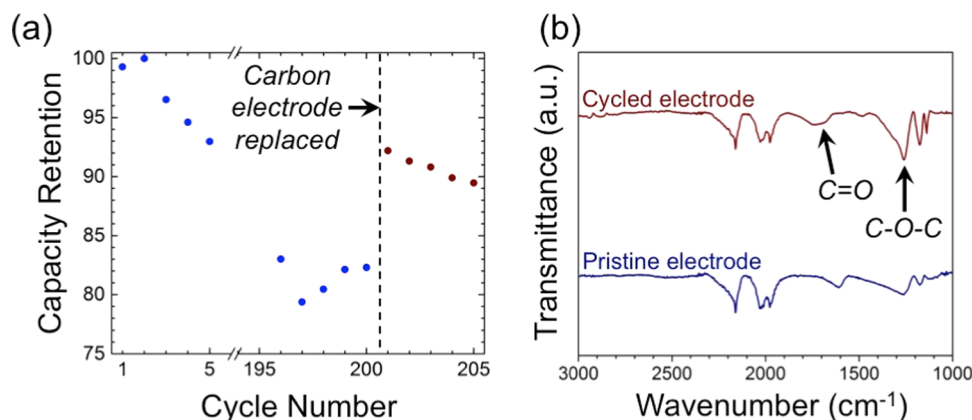 (a)
Capacity Retention
100
95
90
85
80
75
1
5
195
200
205
Cycle Number
Carbon
electrode
replaced
(b)
Transmittance (a.u.)
Cycled electrode
C=O
C-O-C
Pristine electrode
3000
2500
2000
1500
1000
Wavenumber (cm⁻¹)